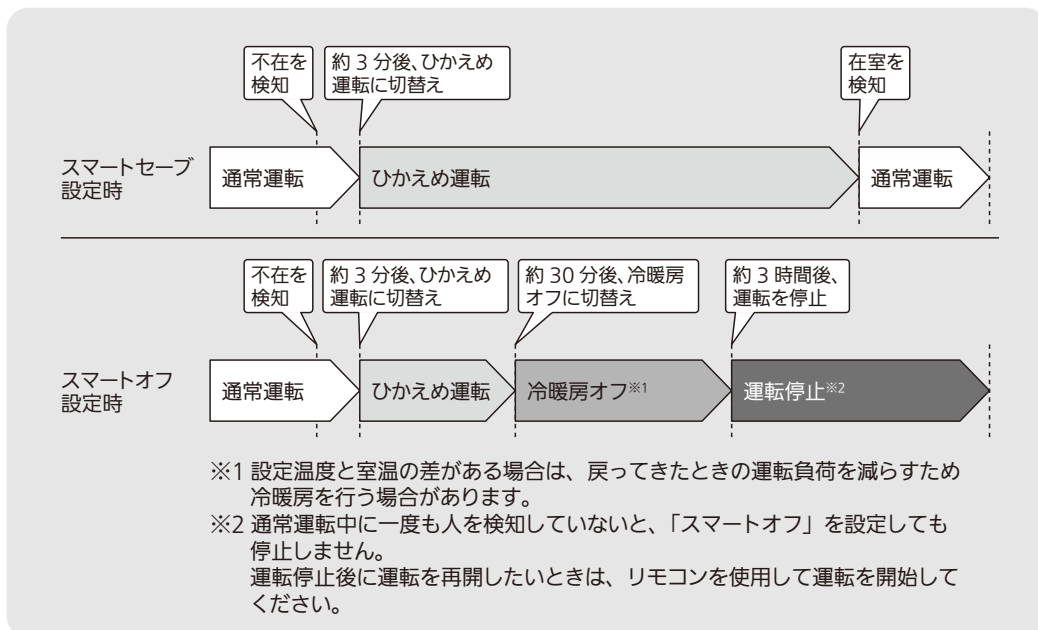 不在を
検知
約 3 分後、ひかえめ
運転に切替え
在室を
検知
スマートセーブ
設定時
通常運転
ひかえめ運転
通常運転
不在を
検知
約 3 分後、ひかえめ
運転に切替え
約 30 分後、冷暖房
オフに切替え
約 3 時間後、
運転を停止
スマートオフ
設定時
通常運転
ひかえめ運転
冷暖房オフ※1
運転停止※2
※1 設定温度と室温の差がある場合は、戻ってきたときの運転負荷を減らすため
冷暖房を行う場合があります。
※2 通常運転中に一度も人を検知していないと、「スマートオフ」を設定しても
停止しません。
運転停止後に運転を再開したいときは、リモコンを使用して運転を開始して
ください。